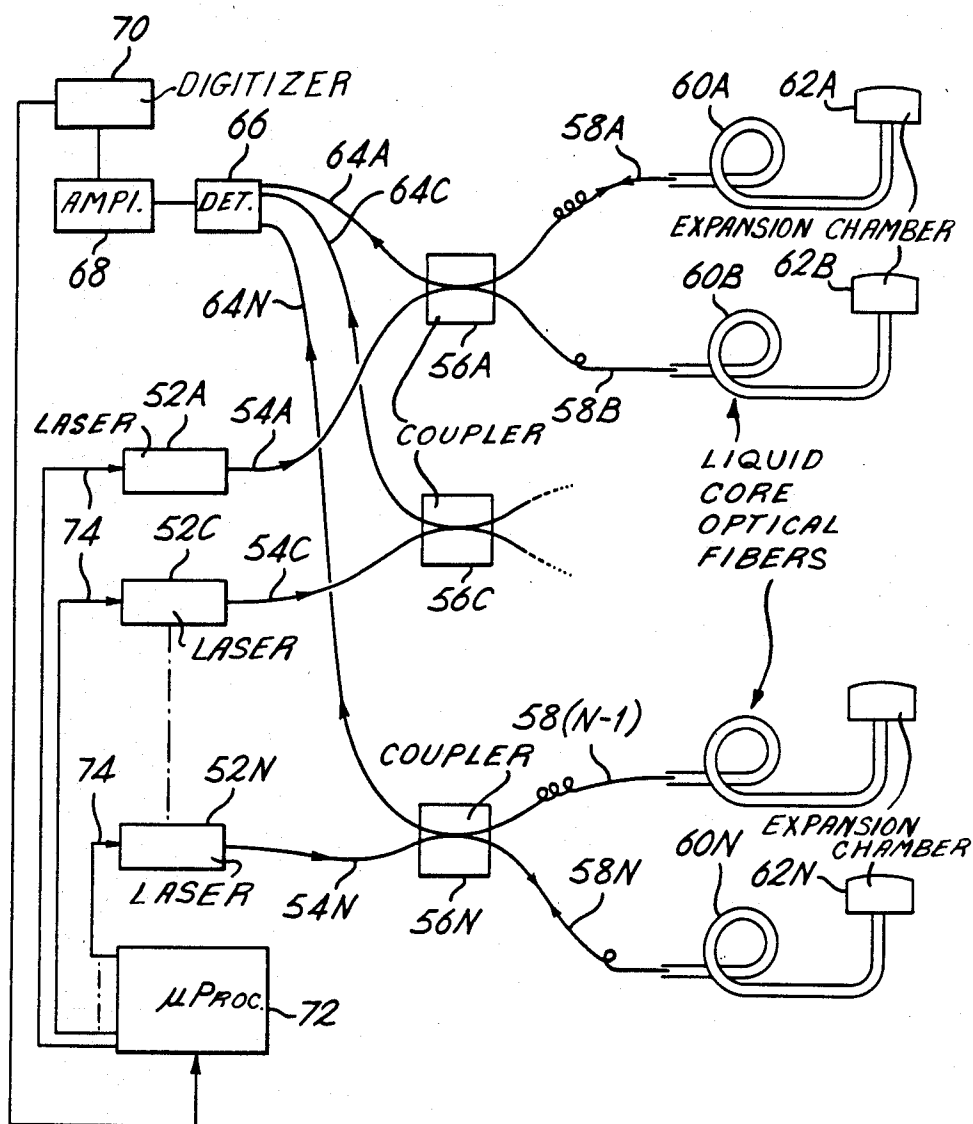 70
DIGITIZER
66
64A
64C
AMPL.
DET.
68
64N
58A
60A
62A
EXPANSION CHAMBER
60B
62B
56A
58B
52A
LASER
54A
COUPLER
LIQUID
CORE
OPTICAL
FIBERS
74
52C
54C
56C
LASER
58(N-1)
COUPLER
74
52N
LASER
54N
56N
58N
EXPANSION
CHAMBER
60N
62N
μPROC.
72